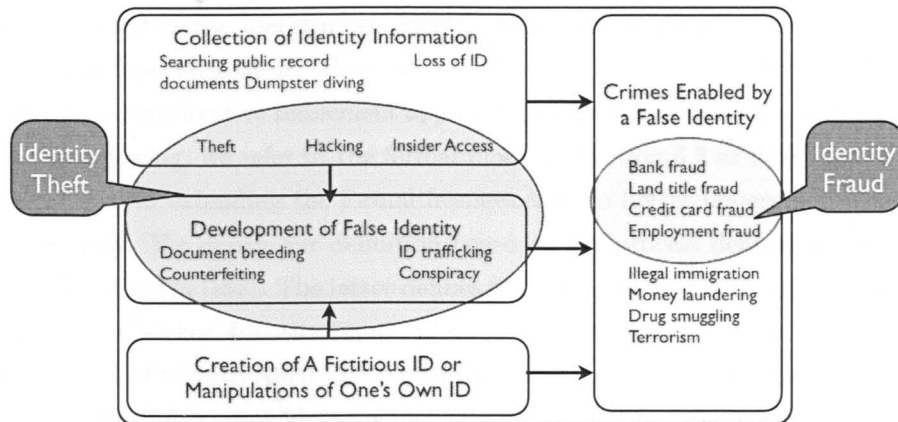 Collection of Identity Information
Searching public record
documents Dumpster diving
Loss of ID
Theft
Hacking
Insider Access
Identity
Theft
Development of False Identity
Document breeding
Counterfeiting
ID trafficking
Conspiracy
Creation of A Fictitious ID or
Manipulations of One's Own ID
Crimes Enabled by
a False Identity
Bank fraud
Land title fraud
Credit card fraud
Employment fraud
Illegal immigration
Money laundering
Drug smuggling
Terrorism
Identity
Fraud